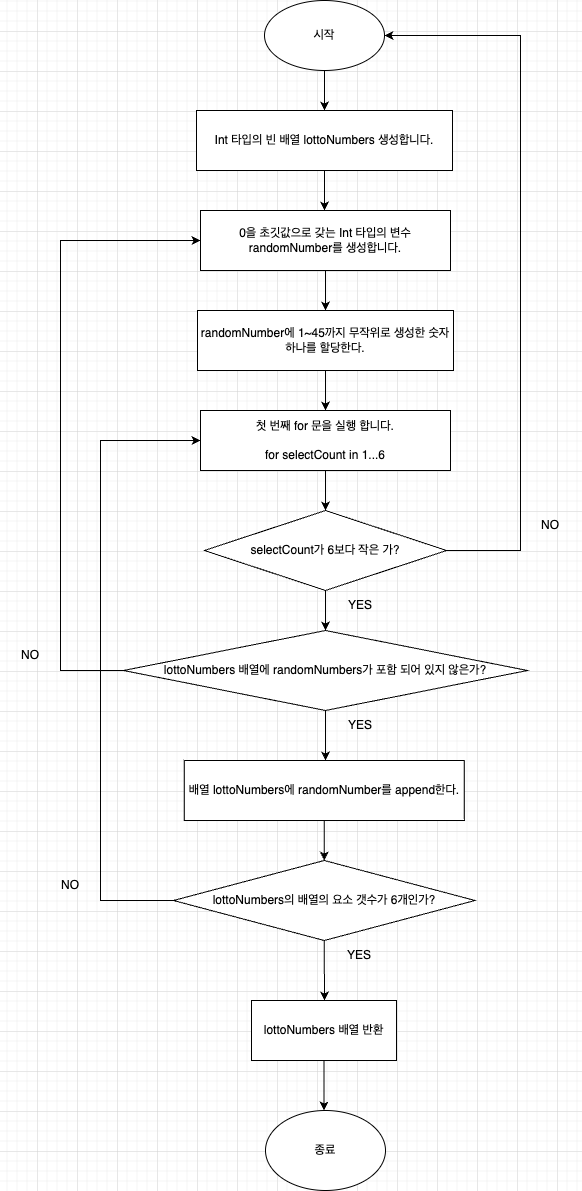 시작
Int 타입의 빈 배열 lottoNumbers 생성합니다.
0을 초깃값으로 갖는 Int 타입의 변수
randomNumber를 생성합니다.
randomNumber에 1~45까지 무작위로 생성한 숫자
하나를 할당한다.
첫 번째 for 문을 실행 합니다.
for selectCount in 1...6
selectCount가 6보다 작은 가?
NO
YES
lottoNumbers 배열에 randomNumbers가 포함 되어 있지 않은가?
NO
YES
배열 lottoNumbers에 randomNumber를 append한다.
lottoNumbers의 배열의 요소 갯수가 6개인가?
NO
YES
lottoNumbers 배열 반환
종료